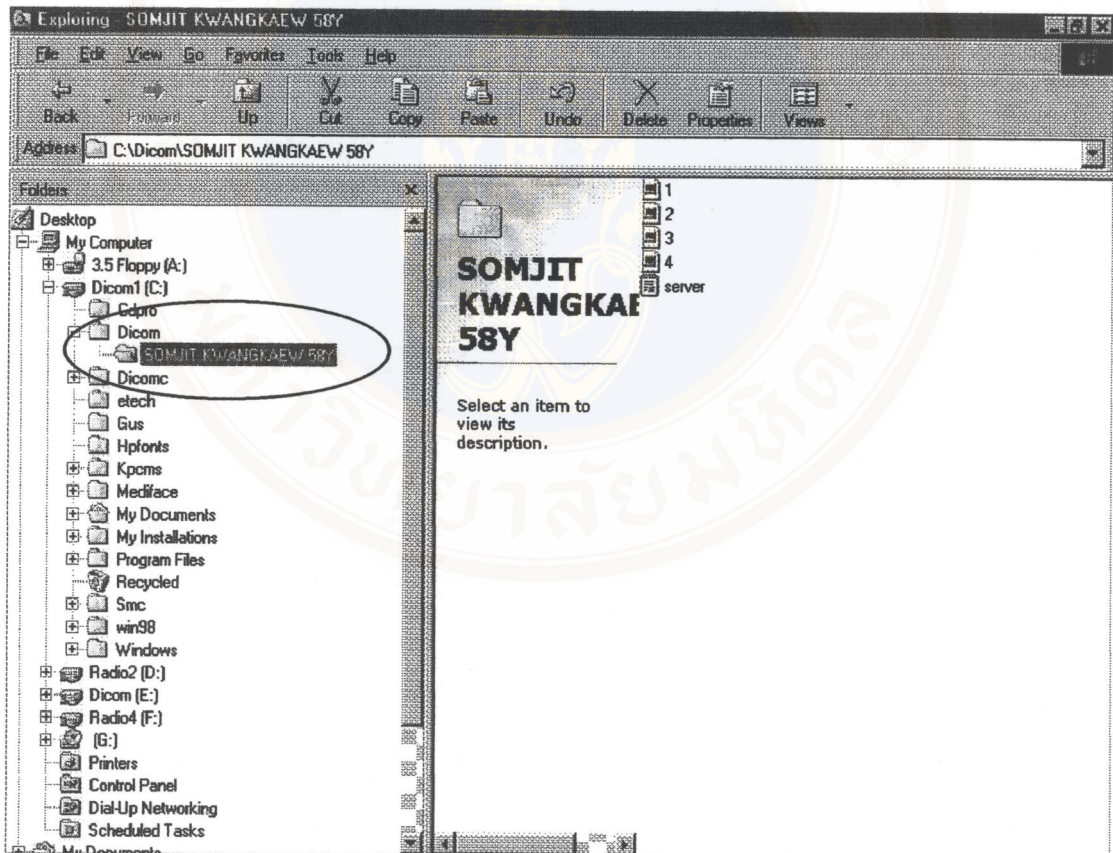 Exploring - SOMJIT KWANGKAEW 58Y
File Edit View Go Favorites Tools Help
Back Forward Up Cut Copy Paste Undo Delete Properties Views
Address C:\Dicom\SOMJIT KWANGKAEW 58Y
Folders
Desktop
My Computer
3.5 Floppy (A:)
Dicom1 (C:)
Cdpro
Dicom
SOMJIT KWANGKAEW 58Y
Dicomc
etech
Gus
Hpfonts
Kpcms
Mediface
My Documents
My Installations
Program Files
Recycled
Smc
win98
Windows
Radio2 (D:)
Dicom (E:)
Radio4 (F:)
(G:)
Printers
Control Panel
Dial-Up Networking
Scheduled Tasks
My Documents
SOMJIT
KWANGKAE
58Y
Select an item to
view its
description.
1
2
3
4
server